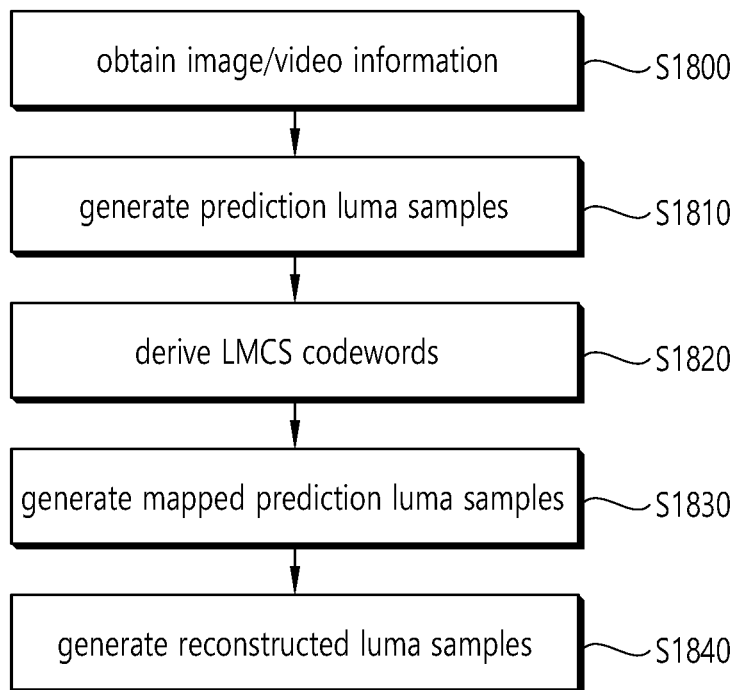 obtain image/video information
S1800
generate prediction luma samples
S1810
derive LMCS codewords
S1820
generate mapped prediction luma samples
S1830
generate reconstructed luma samples
S1840